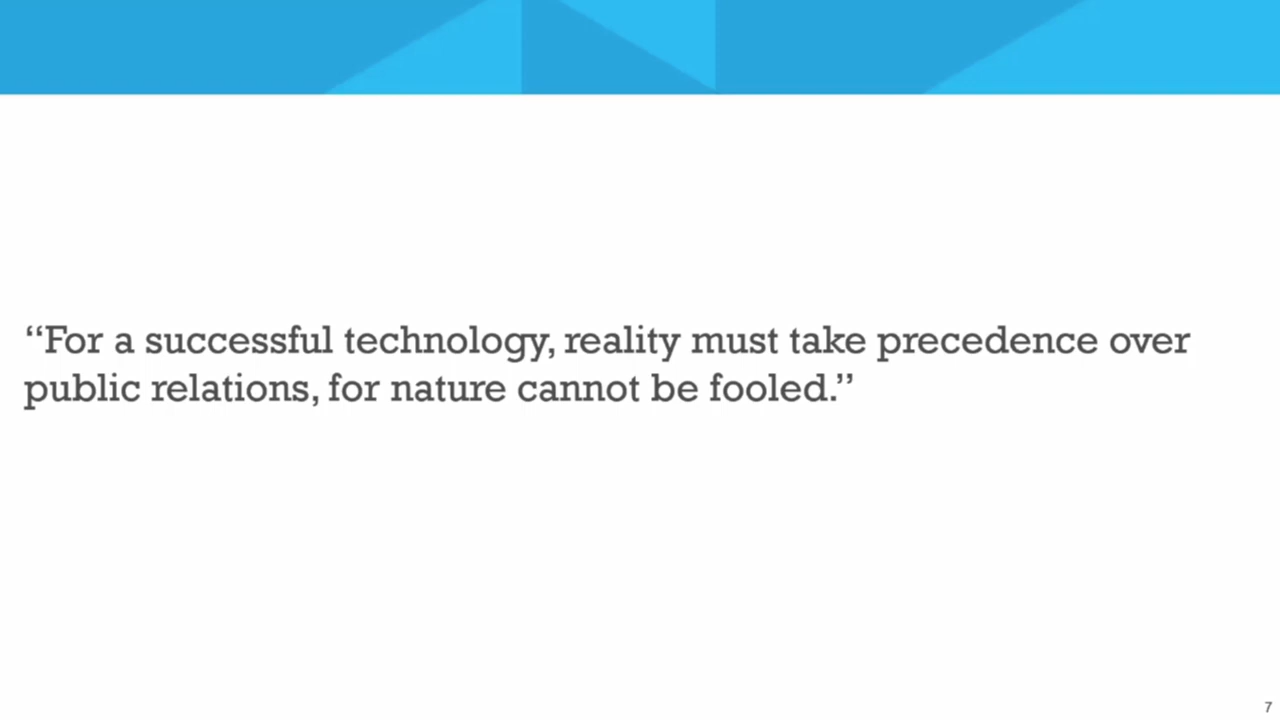 “For a successful technology, reality must take precedence over
public relations, for nature cannot be fooled.”
7